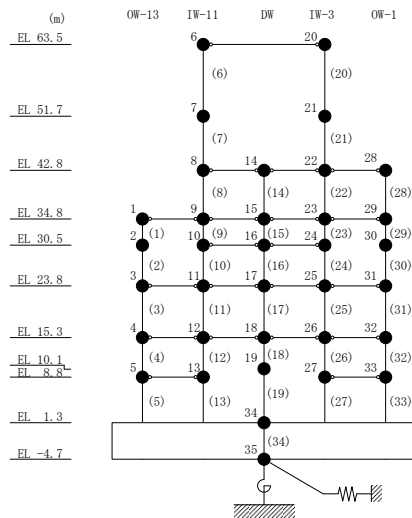 (m) OW-13 IW-11 DW IW-3 OW-1
EL 63.5 6 20
(6) (20)
EL 51.7 7 21
(7) (21)
EL 42.8 8 14 22 28
(8) (14) (22) (28)
EL 34.8 1 9 15 23 29
(1) (9) (15) (23) (29)
EL 30.5 2 10 16 24 30
(2) (10) (16) (24) (30)
EL 23.8 3 11 17 25 31
(3) (11) (17) (25) (31)
EL 15.3 4 12 18 26 32
(4) (12) (18) (26) (32)
EL 10.1 19
EL 8.8 5 13 27 33
(5) (13) (19) (27) (33)
EL 1.3 34
(34)
EL -4.7 35